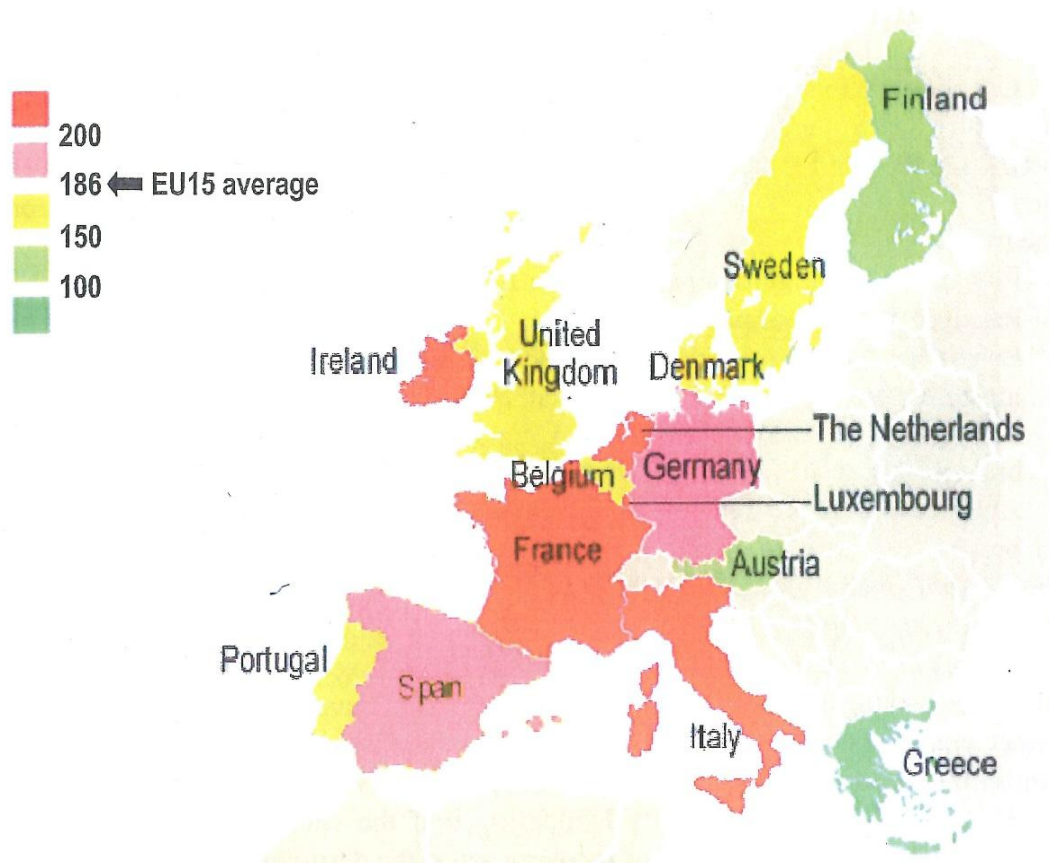 200
186 EU15 average
150
100
Finland
Sweden
United
Kingdom
Ireland
Denmark
The Netherlands
Belgium
Germany
Luxembourg
France
Austria
Portugal
Spain
Italy
Greece